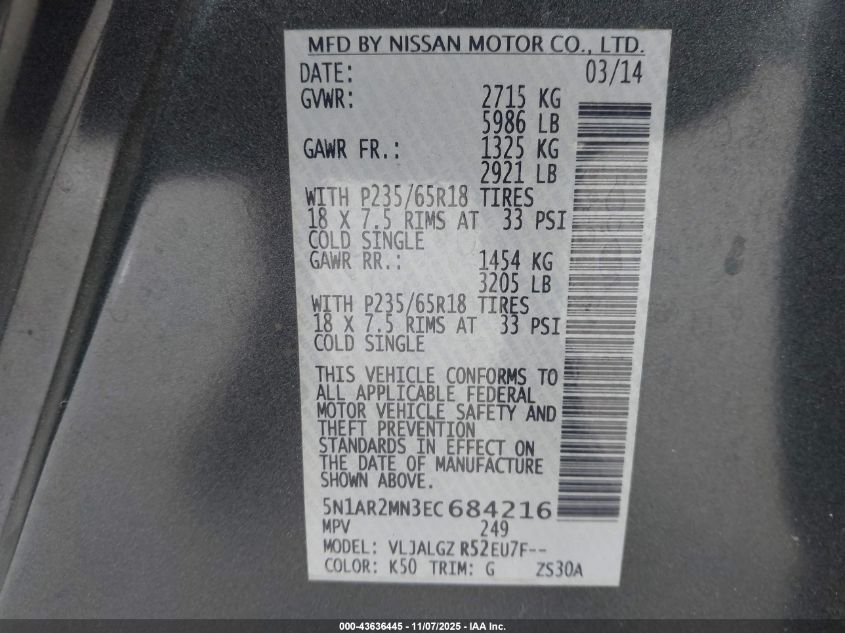 MFD BY NISSAN MOTOR CO., LTD.
DATE: 03/14
GVWR: 2715 KG
5986 LB
GAWR FR.: 1325 KG
2921 LB
WITH P235/65R18 TIRES
18 X 7.5 RIMS AT 33 PSI
COLD SINGLE
GAWR RR.: 1454 KG
3205 LB
WITH P235/65R18 TIRES
18 X 7.5 RIMS AT 33 PSI
COLD SINGLE
THIS VEHICLE CONFORMS TO
ALL APPLICABLE FEDERAL
MOTOR VEHICLE SAFETY AND
THEFT PREVENTION
STANDARDS IN EFFECT ON
THE DATE OF MANUFACTURE
SHOWN ABOVE.
5N1AR2MN3EC684216
MPV 249
MODEL: VLJALGZ R52EU7F--
COLOR: K50 TRIM: G ZS30A
000-43636445 - 11/07/2025 - IAA Inc.